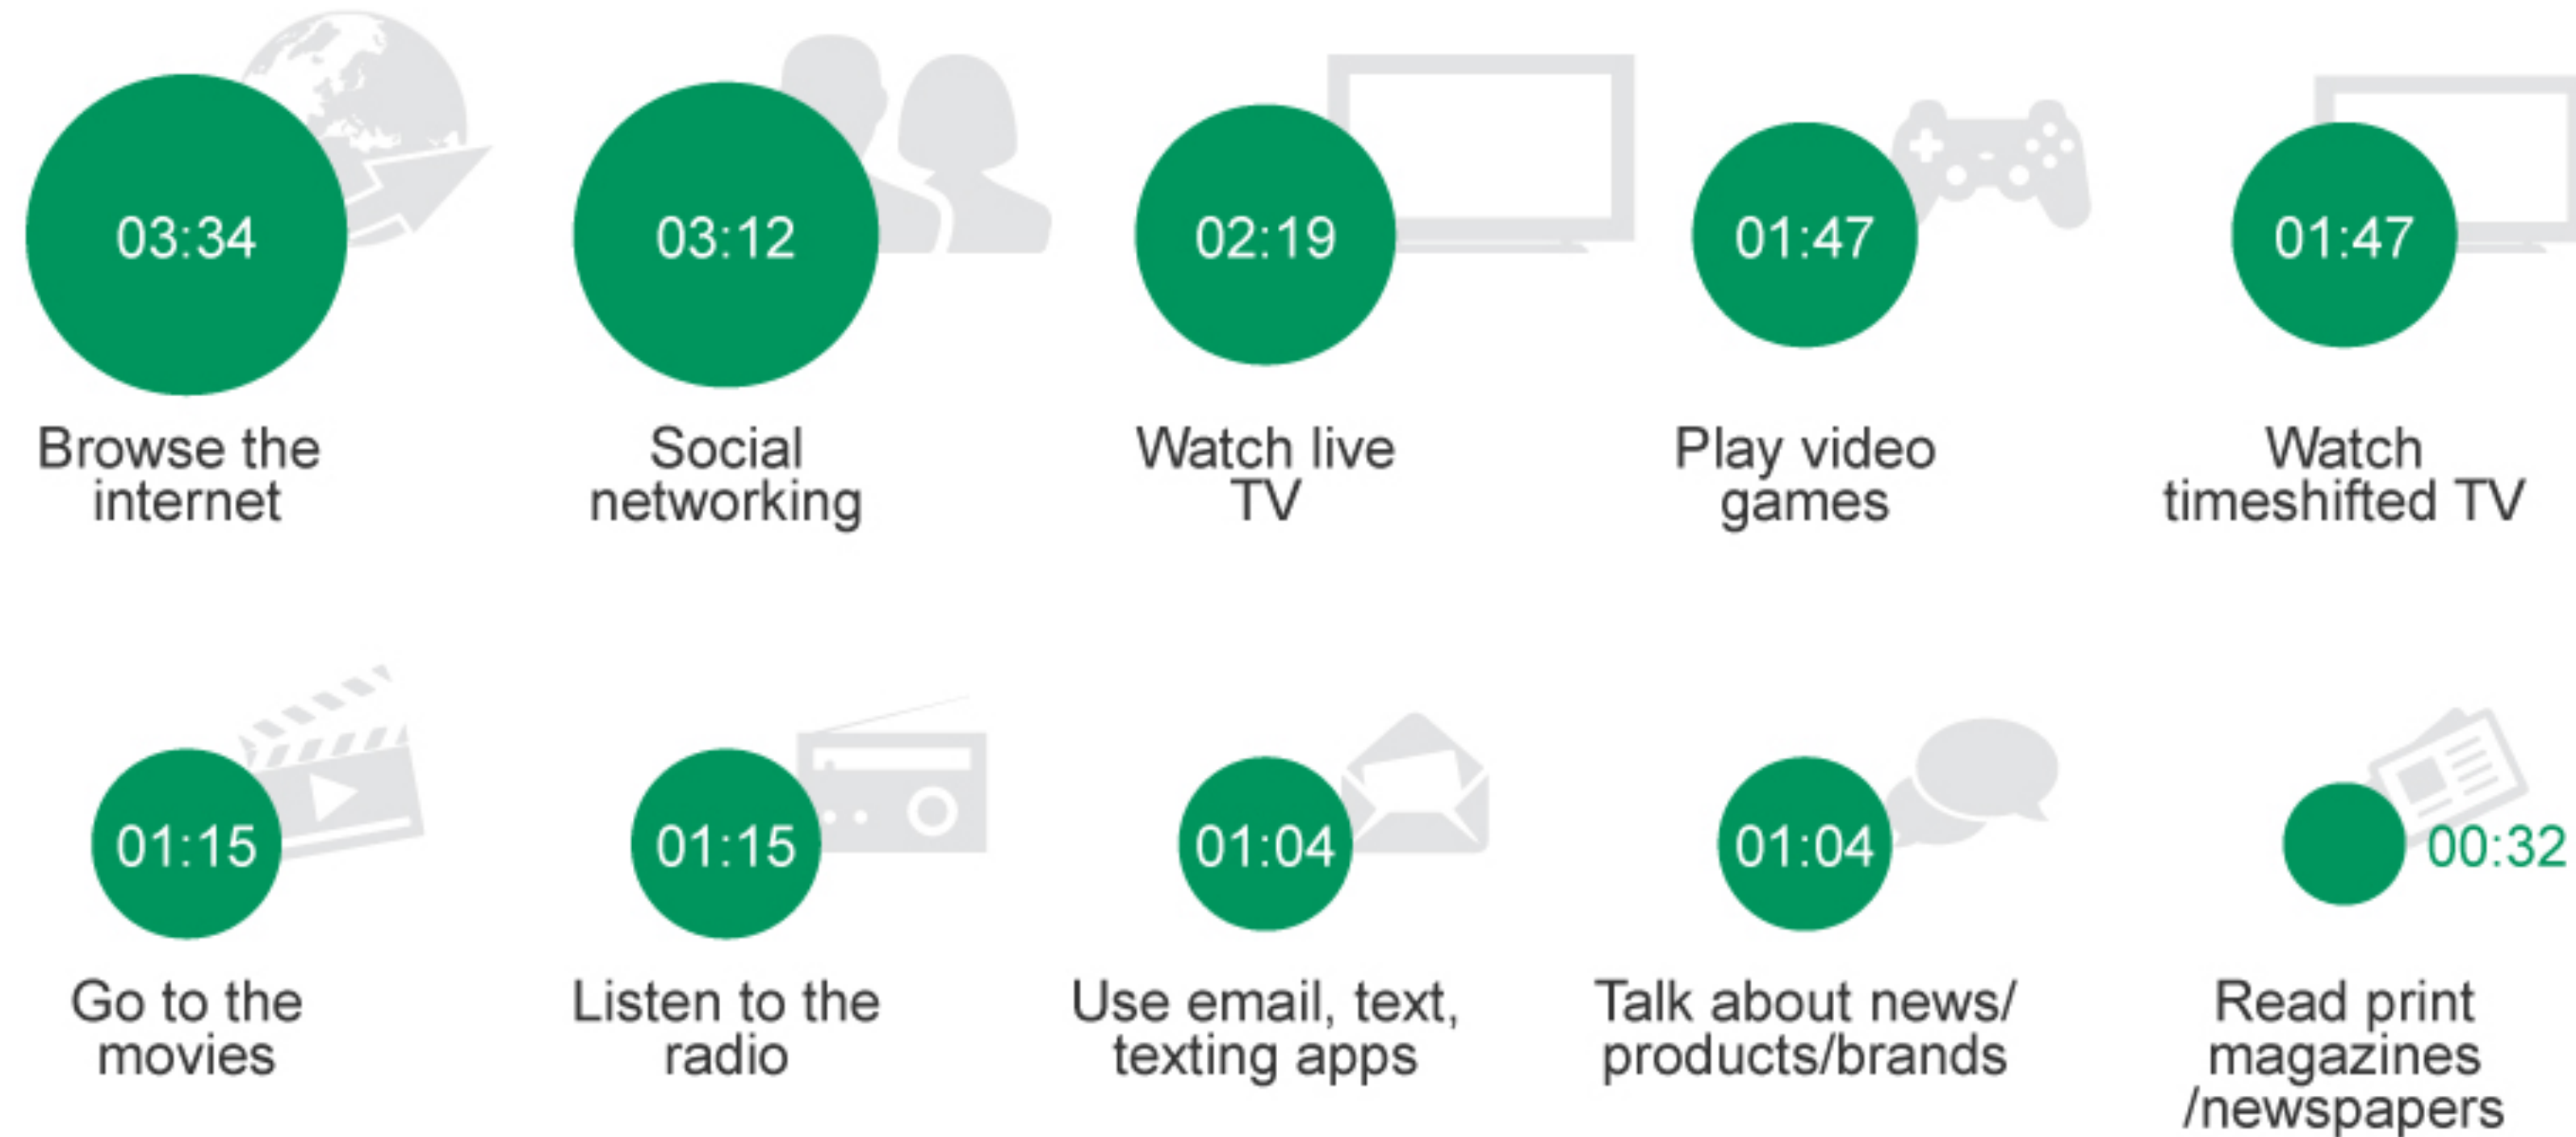 03:34
03:12
02:19
01:47
01:47
Browse the
internet
Social
networking
Watch live
TV
Play video
games
Watch
timeshifted TV
01:15
01:15
01:04
01:04
00:32
Go to the
movies
Listen to the
radio
Use email, text,
texting apps
Talk about news/
products/brands
Read print
magazines
/newspapers